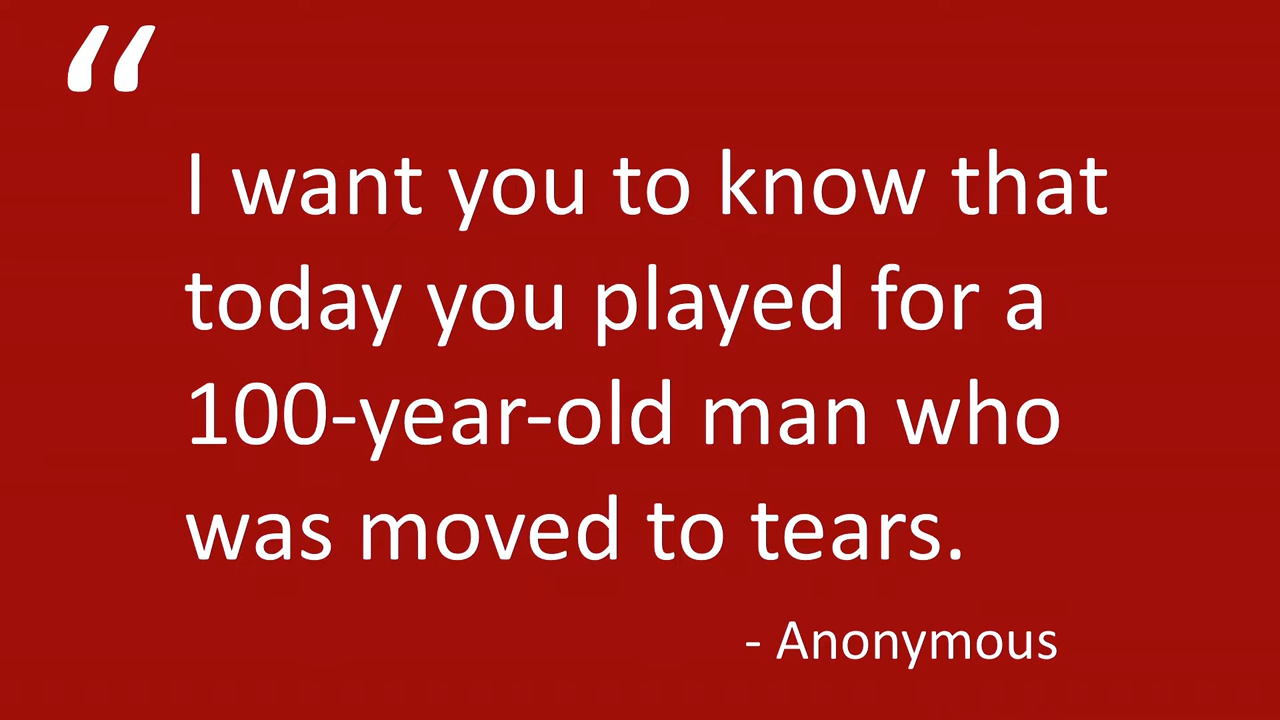 “
I want you to know that
today you played for a
100-year-old man who
was moved to tears.
- Anonymous